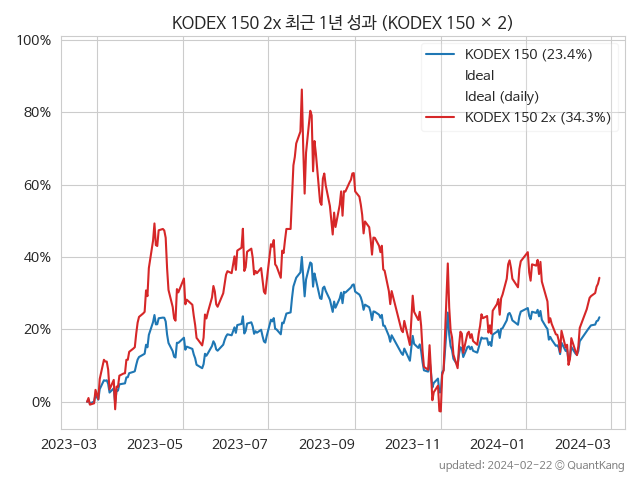 KODEX 150 2x 최근 1년 성과 (KODEX 150 × 2)
100%
80%
60%
40%
20%
0%
KODEX 150 (23.4%)
Ideal
Ideal (daily)
KODEX 150 2x (34.3%)
2023-03 2023-05 2023-07 2023-09 2023-11 2024-01 2024-03
updated: 2024-02-22 © QuantKang